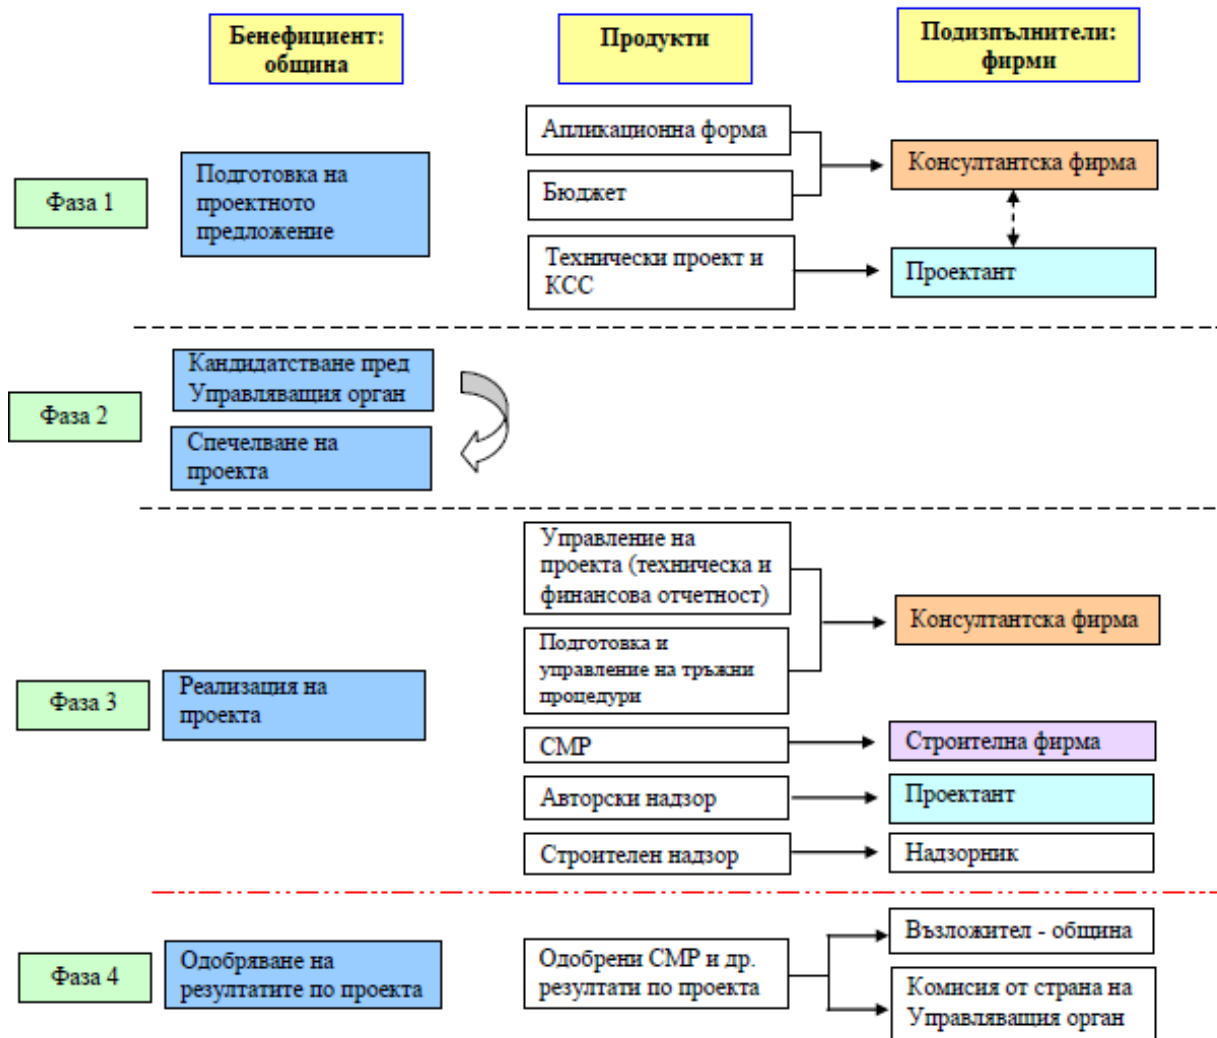 Бенефициент:
община
Продукти
Подизпълнители:
фирми
Фаза 1
Подготовка на
проектното
предложение
Апликационна форма
Бюджет
Технически проект и
КСС
Консултантска фирма
Проектант
Фаза 2
Кандидатстване пред
Управляващия орган
Спечелване на
проекта
Фаза 3
Реализация на
проекта
Управление на
проекта (техническа и
финансова отчетност)
Подготовка и
управление на тръжни
процедури
Консултантска фирма
СМР
Строителна фирма
Авторски надзор
Проектант
Строителен надзор
Надзорник
Фаза 4
Одобряване на
резултатите по проекта
Одобрени СМР и др.
резултати по проекта
Възложител - община
Комисия от страна на
Управляващия орган